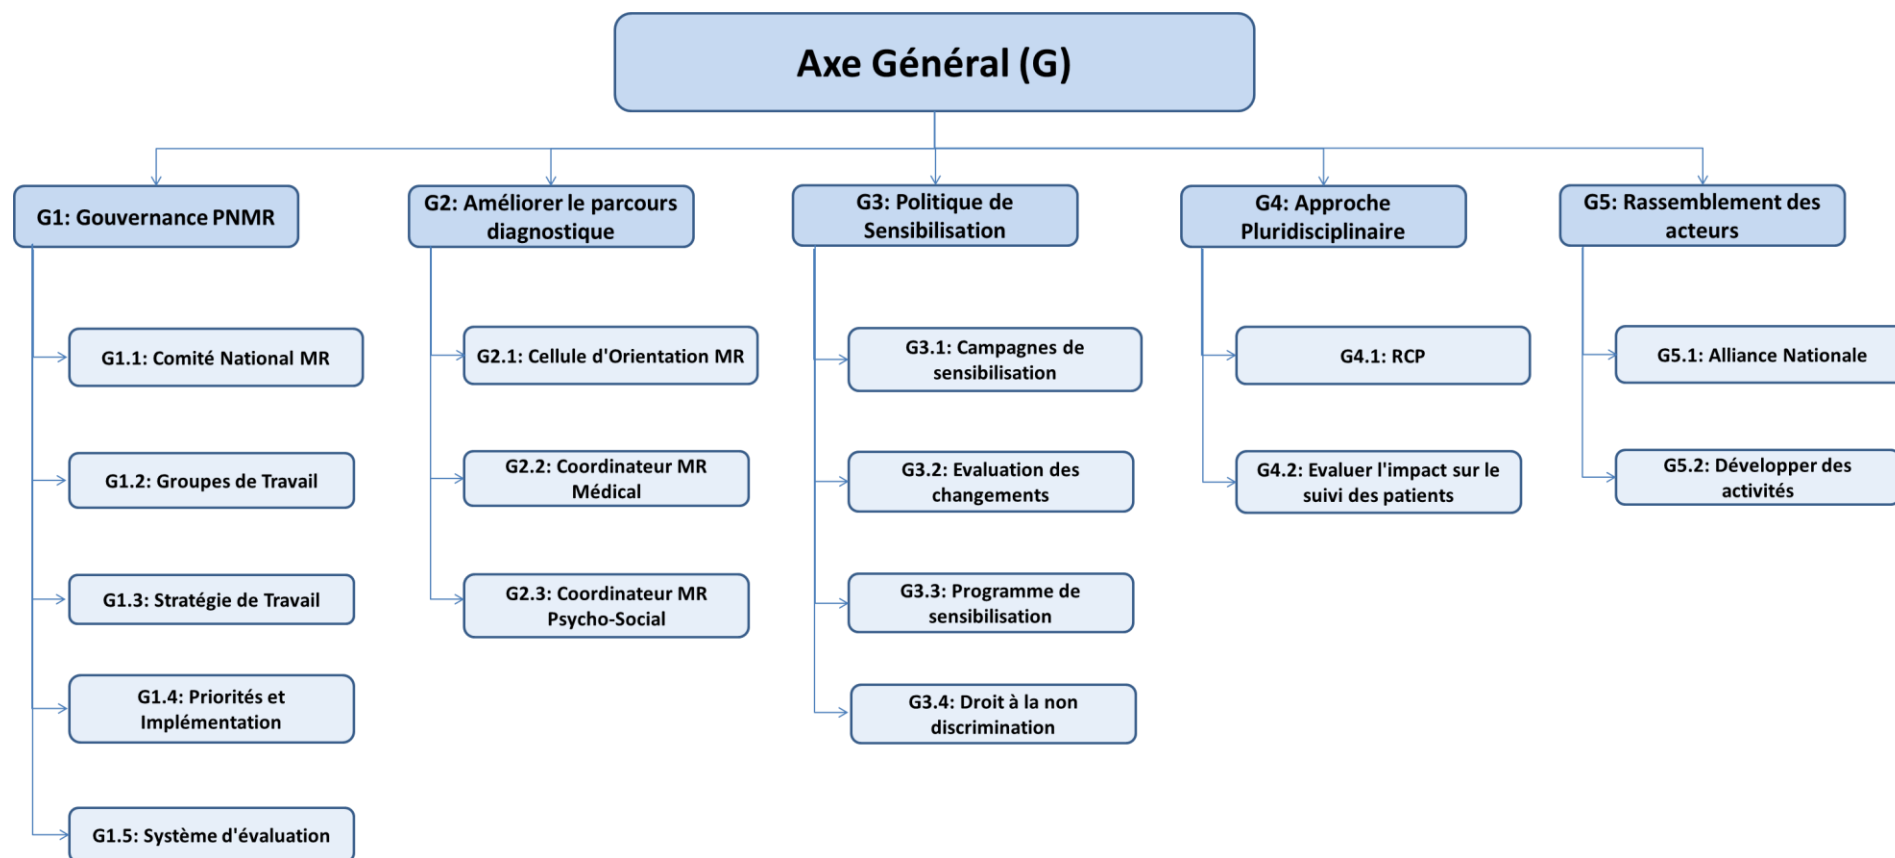 Axe Général (G)
G1: Gouvernance PNMR
G2: Améliorer le parcours
diagnostique
G3: Politique de
Sensibilisation
G4: Approche
Pluridisciplinaire
G5: Rassemblement des
acteurs
G1.1: Comité National MR
G1.2: Groupes de Travail
G1.3: Stratégie de Travail
G1.4: Priorités et
Implémentation
G1.5: Système d'évaluation
G2.1: Cellule d'Orientation MR
G2.2: Coordinateur MR
Médical
G2.3: Coordinateur MR
Psycho-Social
G3.1: Campagnes de
sensibilisation
G3.2: Evaluation des
changements
G3.3: Programme de
sensibilisation
G3.4: Droit à la non
discrimination
G4.1: RCP
G4.2: Evaluer l'impact sur le
suivi des patients
G5.1: Alliance Nationale
G5.2: Développer des
activités